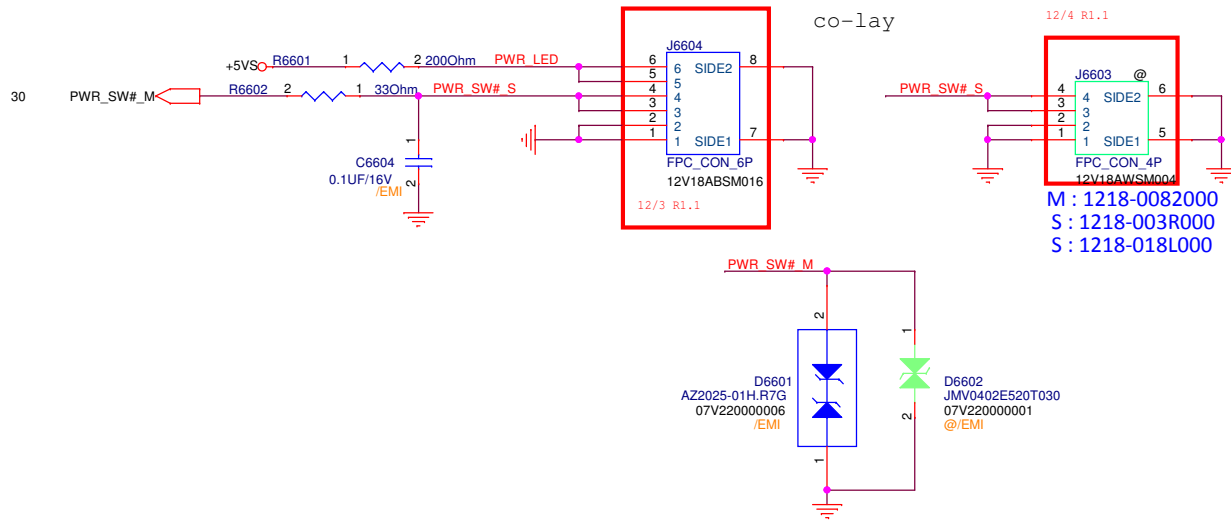 co-lay
12/4 R1.1
J6604
+5VS R6601 1 2 200Ohm PWR_LED 6 6 SIDE2 8
5 5
30 PWR_SW#_M R6602 2 1 33Ohm PWR_SW#_S 4 4
3 3
2 2
1 1 SIDE1 7
FPC_CON_6P
12V18ABSM016
12/3 R1.1
1
C6604
0.1UF/16V
/EMI 2
J6603 @
PWR_SW#_S 4 4 SIDE2 6
3 3
2 2
1 1 SIDE1 5
FPC_CON_4P
12V18AWSM004
M : 1218-0082000
S : 1218-003R000
S : 1218-018L000
PWR_SW#_M
2
1
D6601
AZ2025-01H.R7G
07V220000006
/EMI
1
D6602
JMV0402E520T030
07V220000001
@/EMI
2